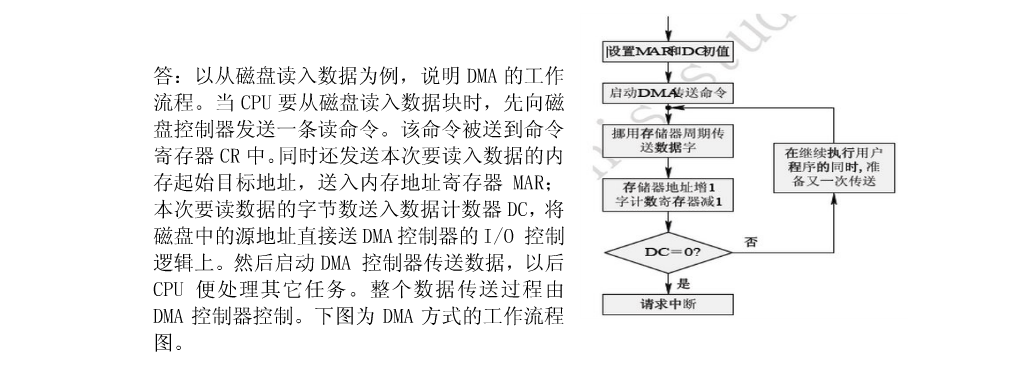 答：以从磁盘读入数据为例，说明 DMA 的工作
流程。当 CPU 要从磁盘读入数据块时，先向磁
盘控制器发送一条读命令。该命令被送到命令
寄存器 CR 中。同时还发送本次要读入数据的内
存起始目标地址，送入内存地址寄存器 MAR；
本次要读数据的字节数送入数据计数器 DC，将
磁盘中的源地址直接送 DMA 控制器的 I/O 控制
逻辑上。然后启动 DMA 控制器传送数据，以后
CPU 便处理其它任务。整个数据传送过程由
DMA 控制器控制。下图为 DMA 方式的工作流程
图。
设置MAR和DC初值
启动DMA传送命令
挪用存储器周期传
送数据字
存储器地址增1
字计数寄存器减1
DC=0?
否
在继续执行用户
程序的同时，准
备又一次传送
是
请求中断